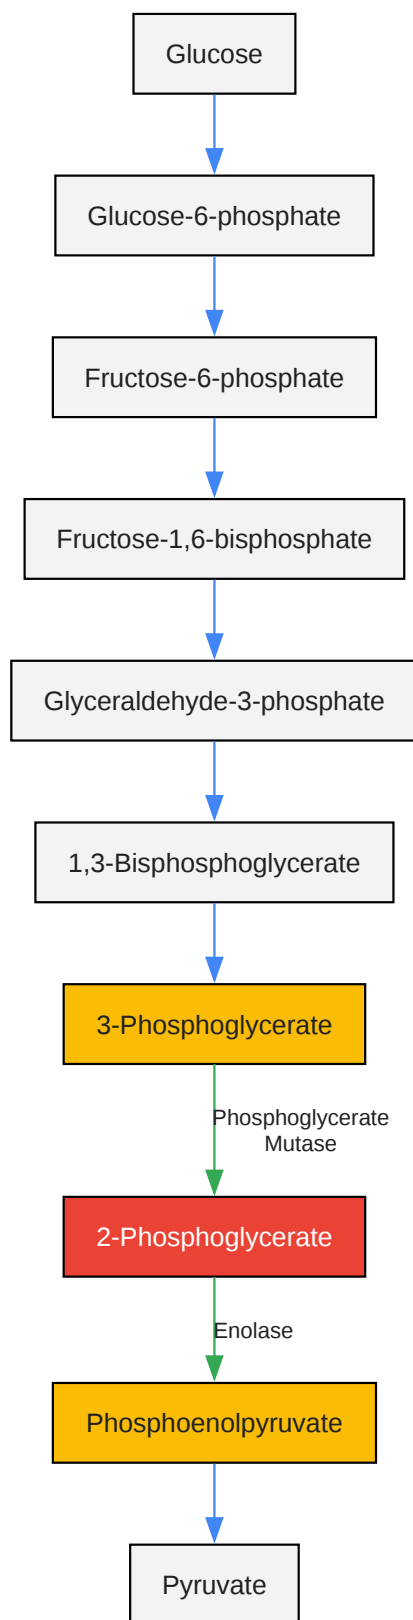 Glucose
Glucose-6-phosphate
Fructose-6-phosphate
Fructose-1,6-bisphosphate
Glyceraldehyde-3-phosphate
1,3-Bisphosphoglycerate
3-Phosphoglycerate
Phosphoglycerate
Mutase
2-Phosphoglycerate
Enolase
Phosphoenolpyruvate
Pyruvate